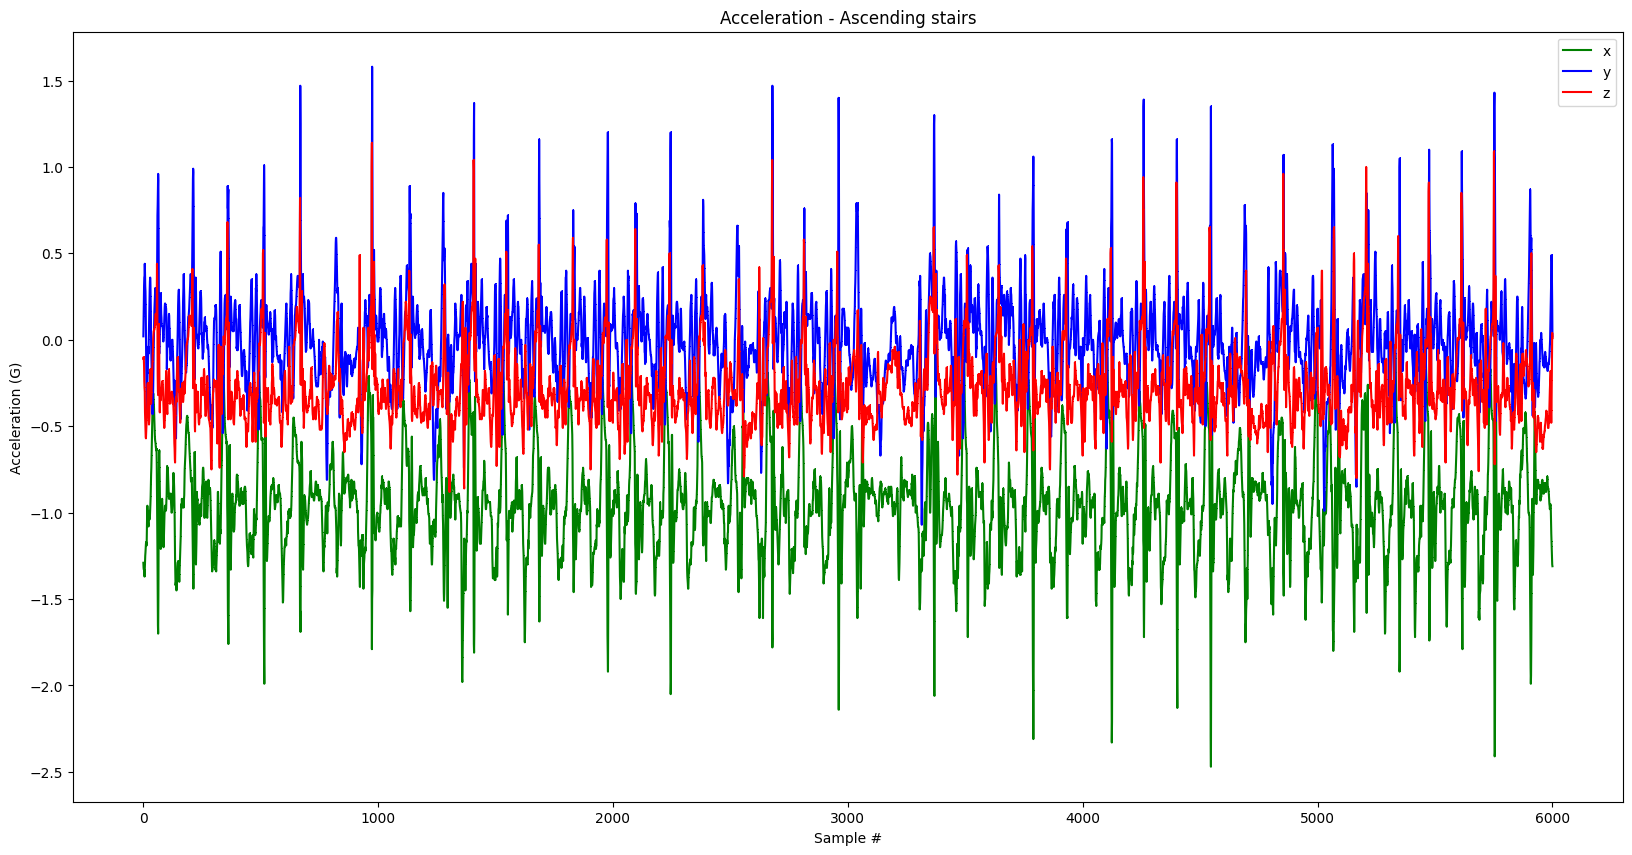 Acceleration - Ascending stairs
x
y
z
1.5
1.0
0.5
0.0
−0.5
−1.0
−1.5
−2.0
−2.5
Acceleration (G)
0 1000 2000 3000 4000 5000 6000
Sample #